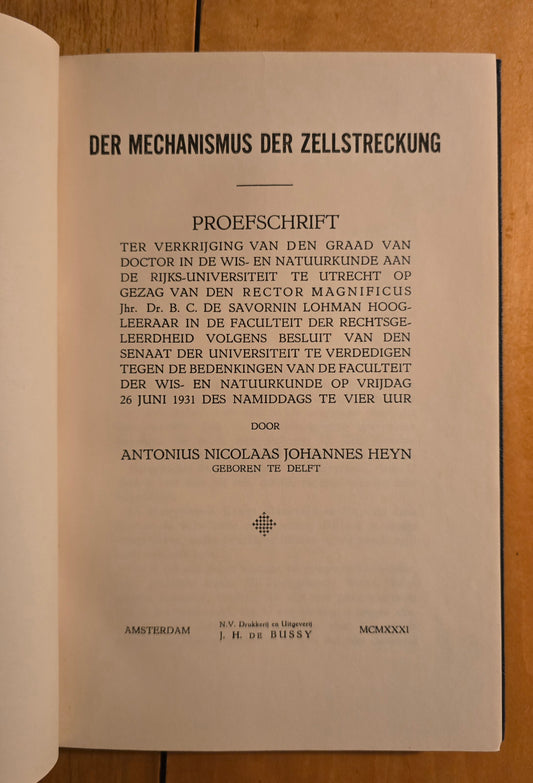 DER MECHANISMUS DER ZELLSTRECKUNG
PROEFSCHRIFT
TER VERKRIJGING VAN DEN GRAAD VAN
DOCTOR IN DE WIS- EN NATUURKUNDE AAN
DE RIJKS-UNIVERSITEIT TE UTRECHT OP
GEZAG VAN DEN RECTOR MAGNIFICUS
Jhr. Dr. B. C. DE SAVORNIN LOHMAN HOOG-
LEERAAR IN DE FACULTEIT DER RECHTSGE-
LEERDHEID VOLGENS BESLUIT VAN DEN
SENAAT DER UNIVERSITEIT TE VERDEDIGEN
TEGEN DE BEDENKINGEN VAN DE FACULTEIT
DER WIS- EN NATUURKUNDE OP VRIJDAG
26 JUNI 1931 DES NAMIDDAGS TE VIER UUR
DOOR
ANTONIUS NICOLAAS JOHANNES HEYN
GEBOREN TE DELFT
N.V. Drukkerij en Uitgeverij
AMSTERDAM J. H. DE BUSSY MCMXXXI